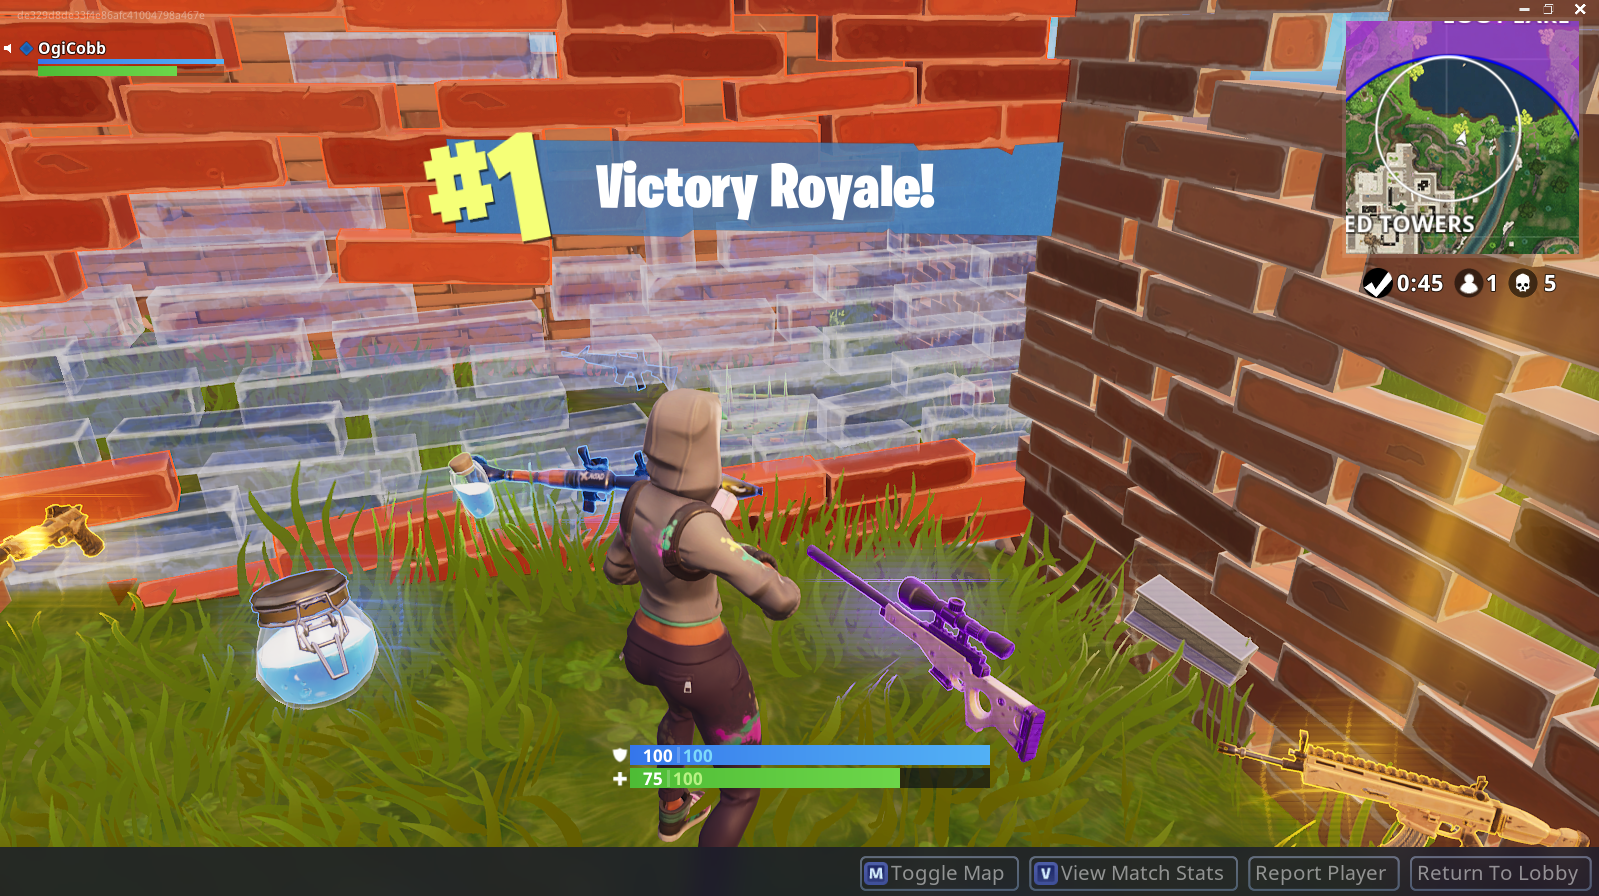 de329d8de33f4e86afc41004798a467e
OgiCobb
#1 Victory Royale!
ED TOWERS
0:45 1 5
100 | 100
75 | 100
M Toggle Map
V View Match Stats
Report Player
Return To Lobby